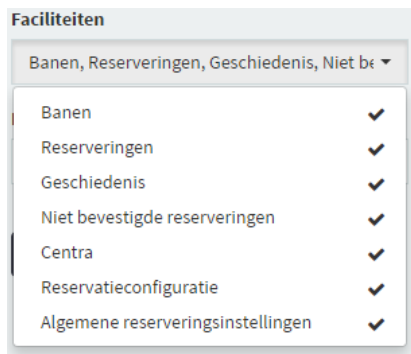 Faciliteiten
Banen, Reserveringen, Geschiedenis, Niet be
Banen
Reserveringen
Geschiedenis
Niet bevestigde reserveringen
Centra
Reservatieconfiguratie
Algemene reserveringsinstellingen